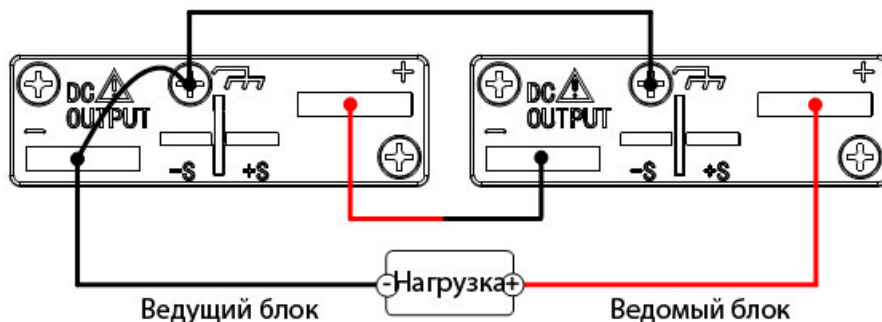 +
DC
OUTPUT
-
-S +S
+
DC
OUTPUT
-
-S +S
- Нагрузка +
Ведущий блок
Ведомый блок